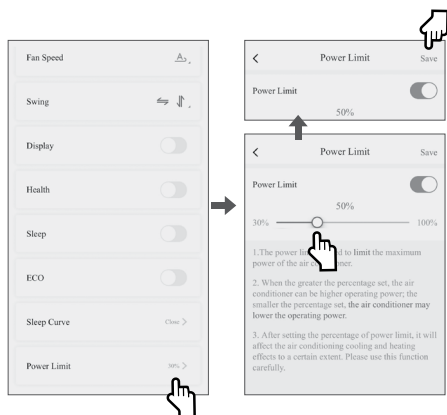 Fan Speed
Swing
Display
Health
Sleep
ECO
Sleep Curve Close >
Power Limit 50% >
< Power Limit Save
Power Limit
50%
< Power Limit Save
Power Limit
50%
30% 100%
1.The power to limit the maximum
power of the air
2. When the greater the percentage set, the air
conditioner can be higher operating power; the
smaller the percentage set, the air conditioner may
lower the operating power.
3. After setting the percentage of power limit, it will
affect the air conditioning cooling and heating
effects to a certain extent. Please use this function
carefully.